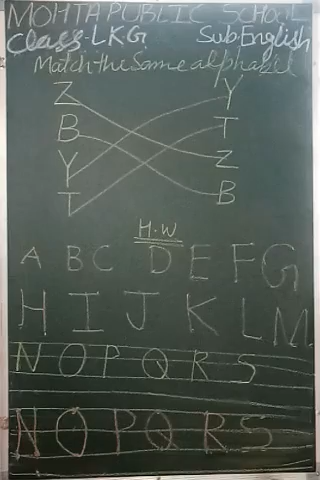 MOHTA PUBLIC SCHOOL
Class-LKG Sub English
Match the Same alphabet
Z Y
B T
Y Z
T B
H.W
A B C D E F G
H I J K L M
N O P Q R S
N O P Q R S